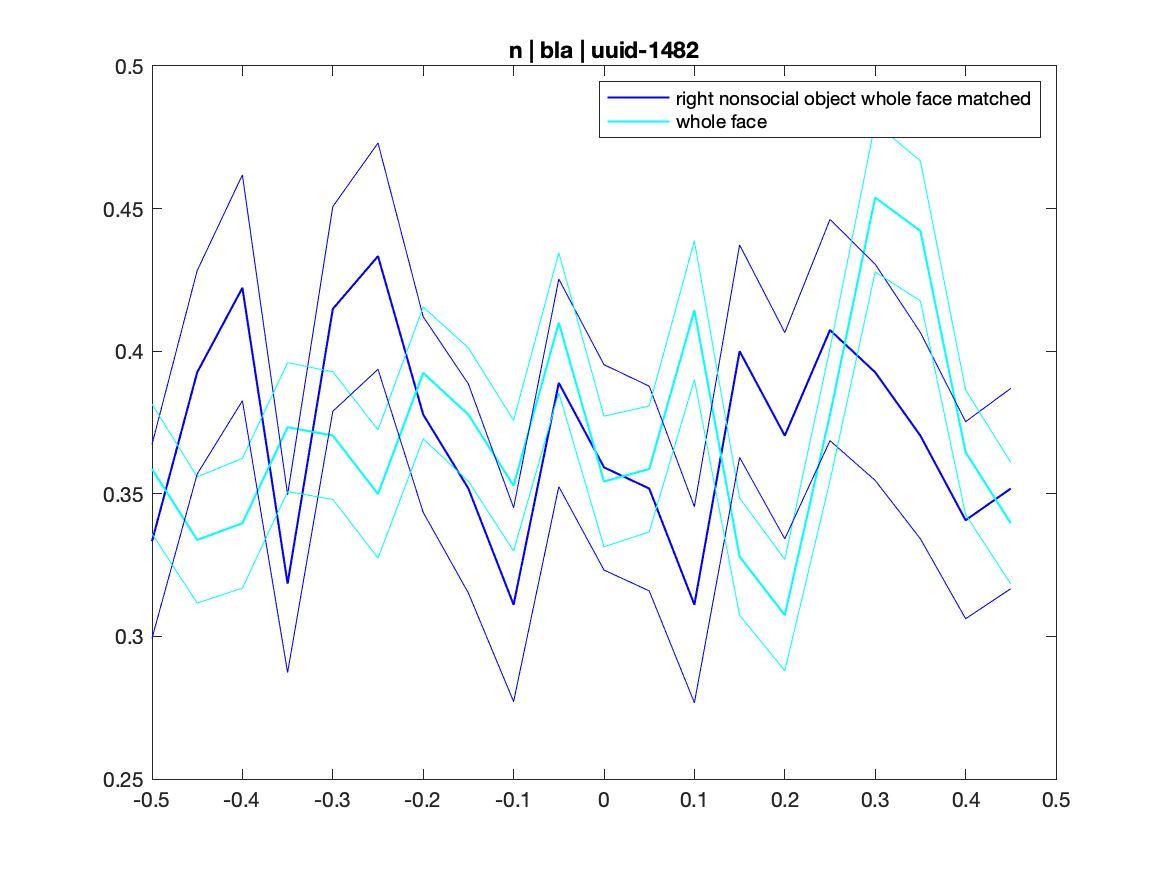 n | bla | uuid-1482
right nonsocial object whole face matched
whole face
0.5
0.45
0.4
0.35
0.3
0.25
-0.5 -0.4 -0.3 -0.2 -0.1 0 0.1 0.2 0.3 0.4 0.5